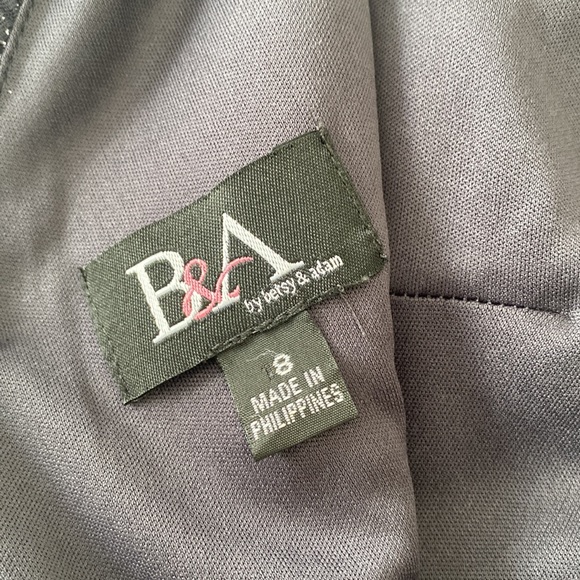 B&A
by betsy & adam
8
MADE IN
PHILIPPINES